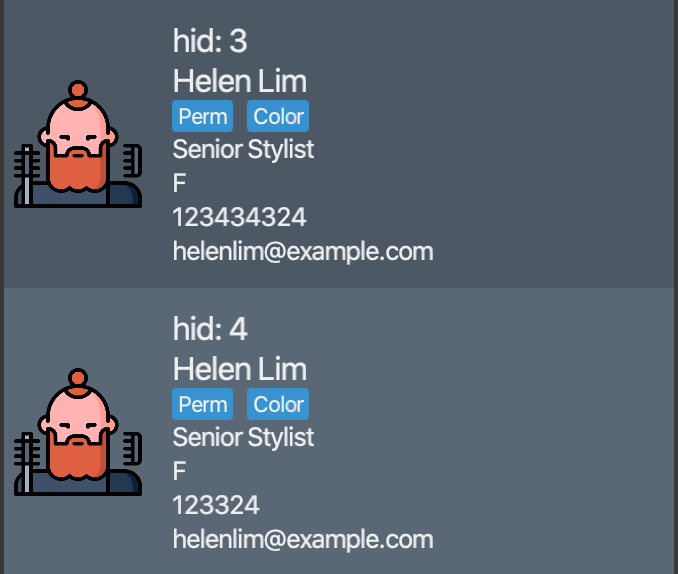 hid: 3
Helen Lim
Perm Color
Senior Stylist
F
123434324
helenlim@example.com
hid: 4
Helen Lim
Perm Color
Senior Stylist
F
123324
helenlim@example.com